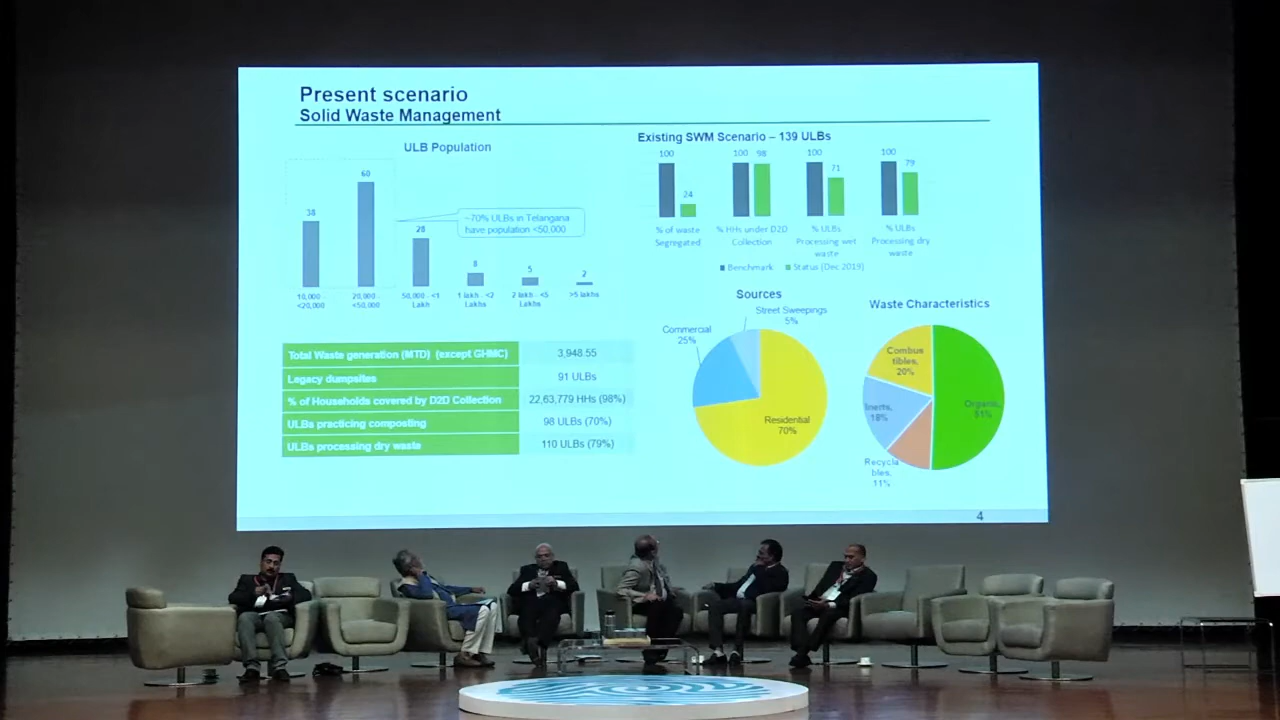 Present scenario
Solid Waste Management
ULB Population
38
60
28
8
5
2
~70% ULBs in Telangana
have population <50,000
10,000 -
<20,000
20,000 -
<50,000
50,000 - <1
Lakh
1 lakh - <2
Lakhs
2 lakh - <5
Lakhs
>5 lakhs
Existing SWM Scenario – 139 ULBs
100
24
100
98
100
71
100
79
% of waste
Segregated
% HHs under D2D
Collection
% ULBs
Processing wet
waste
% ULBs
Processing dry
waste
Benchmark
Status (Dec 2019)
Total Waste generation (MTD) (except GHMC) 3,948.55
Legacy dumpsites 91 ULBs
% of Households covered by D2D Collection 22,63,779 HHs (98%)
ULBs practicing composting 98 ULBs (70%)
ULBs processing dry waste 110 ULBs (79%)
Sources
Street Sweepings
5%
Commercial
25%
Residential
70%
Waste Characteristics
Combus
tibles,
20%
Organic,
51%
Inerts,
18%
Recycla
bles,
11%
4